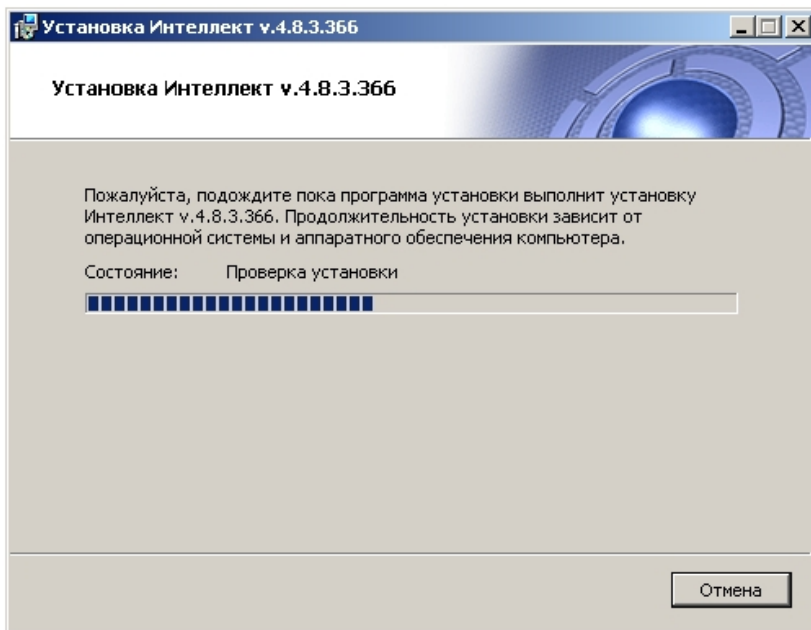 Установка Интеллект v.4.8.3.366
Установка Интеллект v.4.8.3.366
Пожалуйста, подождите пока программа установки выполнит установку
Интеллект v.4.8.3.366. Продолжительность установки зависит от
операционной системы и аппаратного обеспечения компьютера.
Состояние: Проверка установки
Отмена